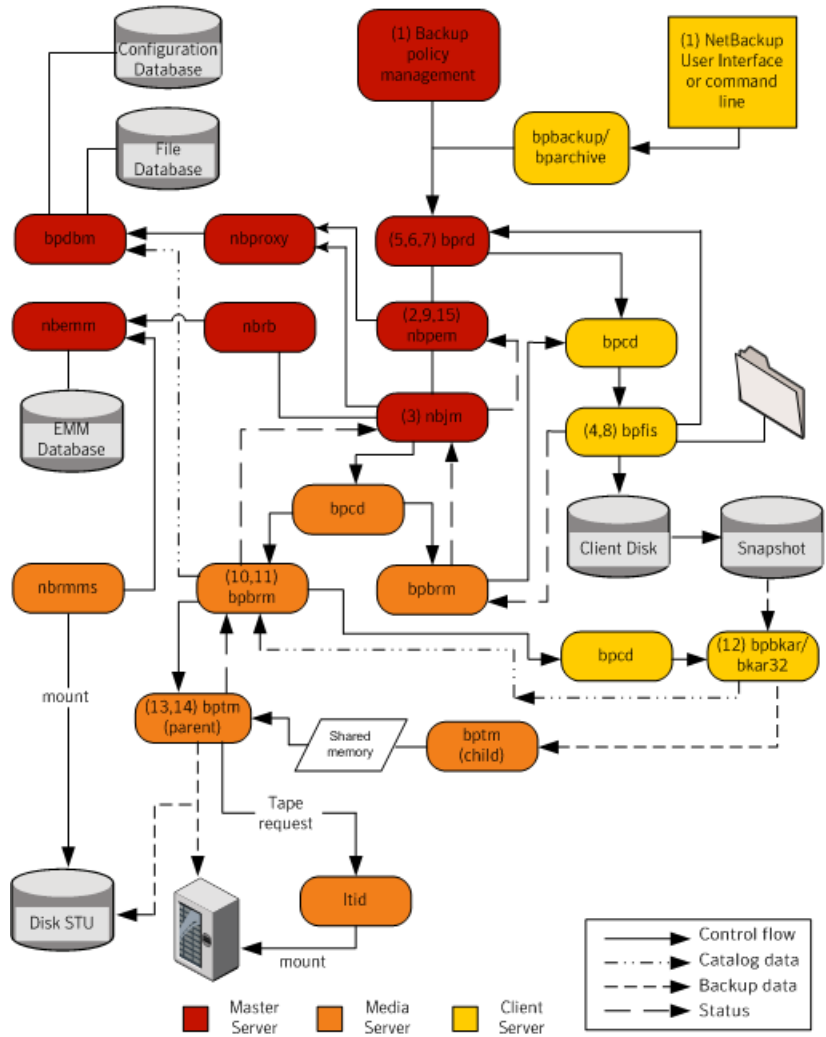 Configuration
Database
(1) Backup
policy
management
(1) NetBackup
User Interface
or command
line
File
Database
bpbackup/
bparchive
bpdbm
nbproxy
(5,6,7) bprd
nbemm
nbrb
(2,9,15)
nbpem
bpcd
EMM
Database
(3) nbjm
(4,8) bpfis
bpcd
Client Disk
Snapshot
nbrmms
(10,11)
bpbrm
bpbrm
bpcd
(12) bpbkar/
bkar32
mount
(13,14) bptm
(parent)
Shared
memory
bptm
(child)
Tape
request
Disk STU
ltid
mount
Control flow
Catalog data
Backup data
Status
Master
Server
Media
Server
Client
Server